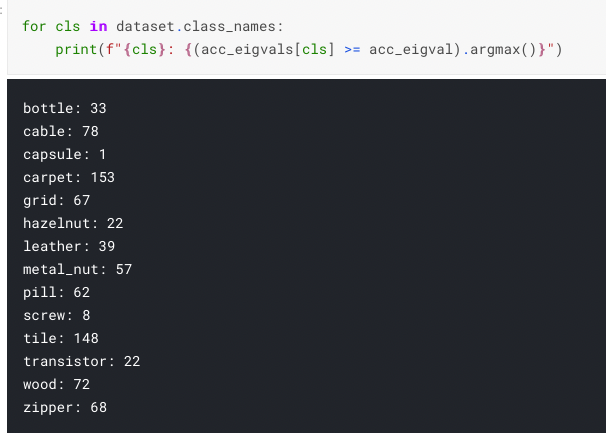 :
for cls in dataset.class_names:
    print(f"{cls}: {(acc_eigvals[cls] >= acc_eigval).argmax()}")
bottle: 33
cable: 78
capsule: 1
carpet: 153
grid: 67
hazelnut: 22
leather: 39
metal_nut: 57
pill: 62
screw: 8
tile: 148
transistor: 22
wood: 72
zipper: 68